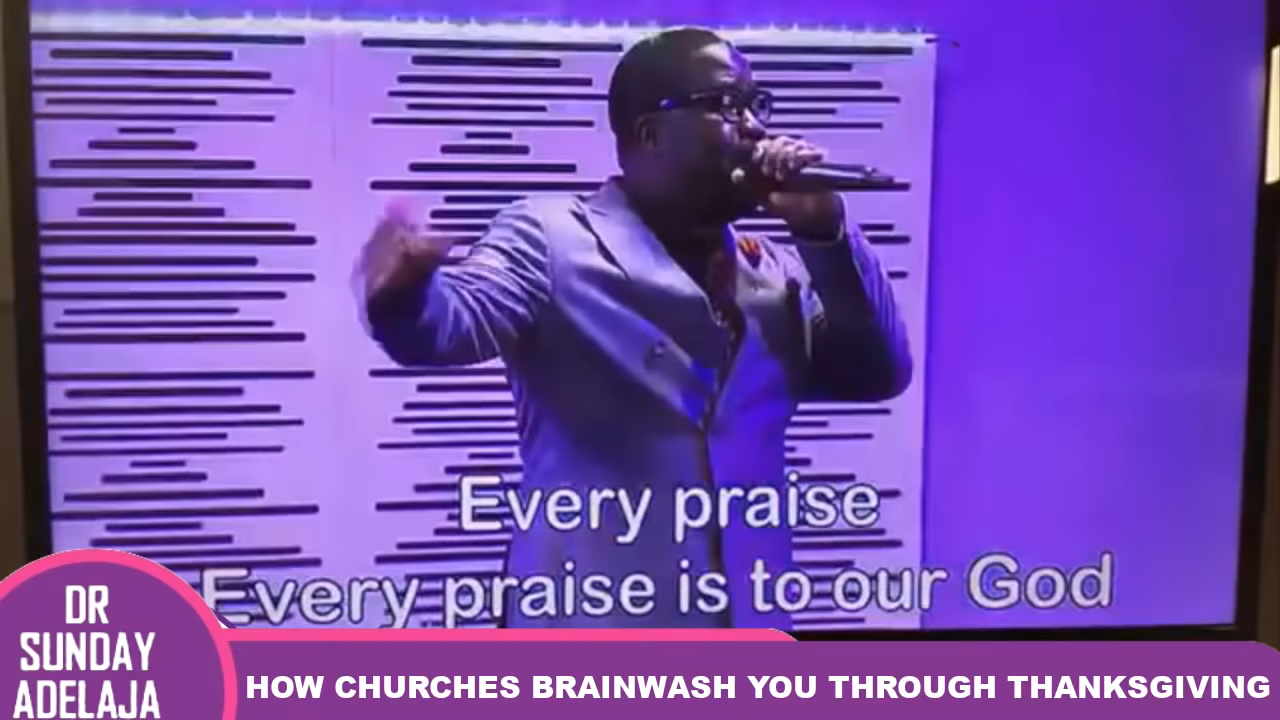 Every praise
Every praise is to our God
DR
SUNDAY
ADELAJA
HOW CHURCHES BRAINWASH YOU THROUGH THANKSGIVING